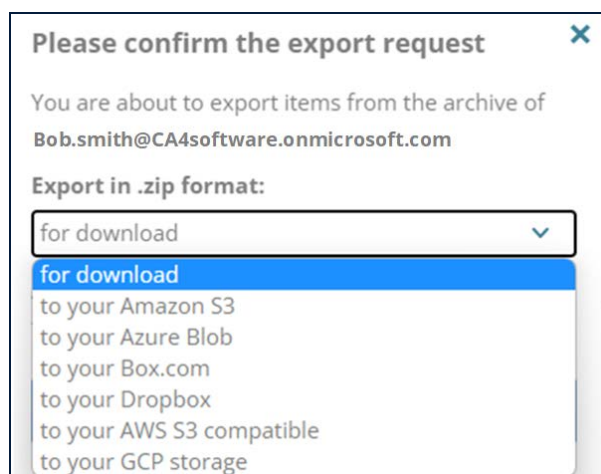 Please confirm the export request
You are about to export items from the archive of
Bob.smith@CA4software.onmicrosoft.com
Export in .zip format:
for download
for download
to your Amazon S3
to your Azure Blob
to your Box.com
to your Dropbox
to your AWS S3 compatible
to your GCP storage